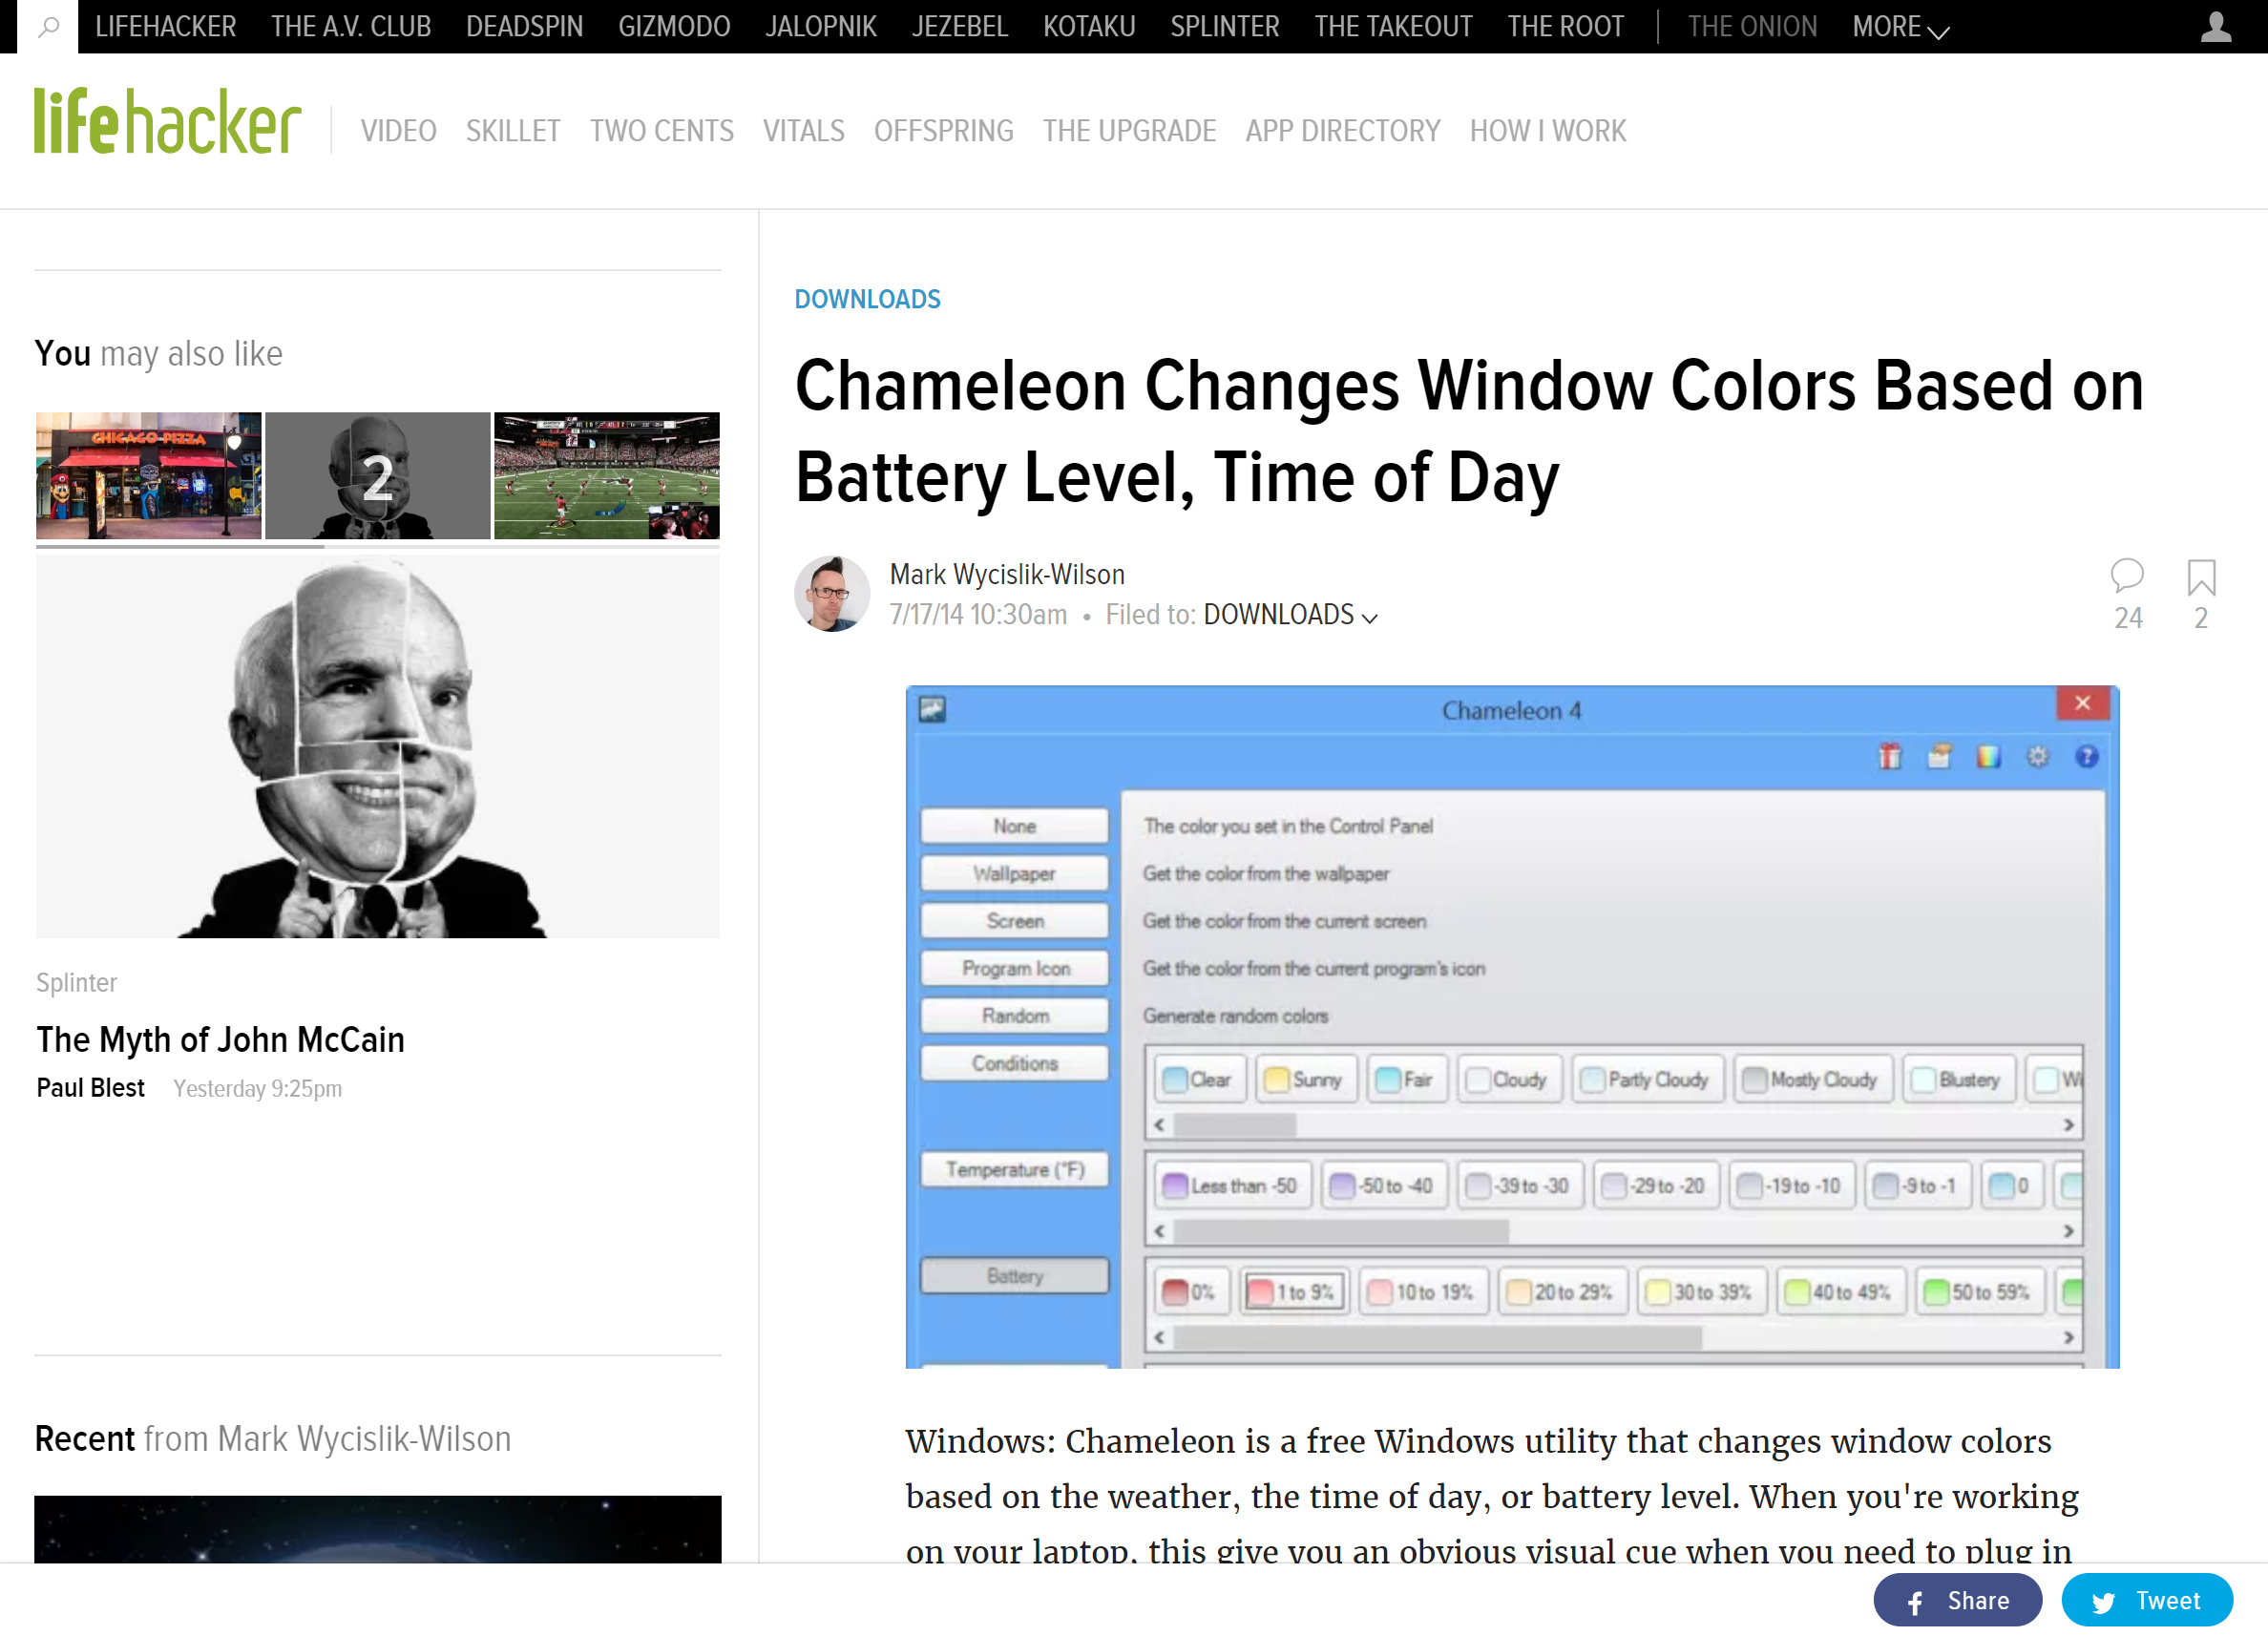 LIFEHACKER THE A.V. CLUB DEADSPIN GIZMODO JALOPNIK JEZEBEL KOTAKU SPLINTER THE TAKEOUT THE ROOT THE ONION MORE
lifehacker VIDEO SKILLET TWO CENTS VITALS OFFSPRING THE UPGRADE APP DIRECTORY HOW I WORK
You may also like
CHICAGO PIZZA
2
Splinter
The Myth of John McCain
Paul Blest Yesterday 9:25pm
Recent from Mark Wycislik-Wilson
DOWNLOADS
Chameleon Changes Window Colors Based on
Battery Level, Time of Day
Mark Wycislik-Wilson
7/17/14 10:30am • Filed to: DOWNLOADS
24 2
Chameleon 4
None The color you set in the Control Panel
Wallpaper Get the color from the wallpaper
Screen Get the color from the current screen
Program Icon Get the color from the current program's icon
Random Generate random colors
Conditions Clear Sunny Fair Cloudy Partly Cloudy Mostly Cloudy Blustery
Temperature (°F) Less than -50 -50 to -40 -39 to -30 -29 to -20 -19 to -10 -9 to -1 0
Battery 0% 1 to 9% 10 to 19% 20 to 29% 30 to 39% 40 to 49% 50 to 59%
Windows: Chameleon is a free Windows utility that changes window colors
based on the weather, the time of day, or battery level. When you're working
on your laptop, this give you an obvious visual cue when you need to plug in
Share Tweet